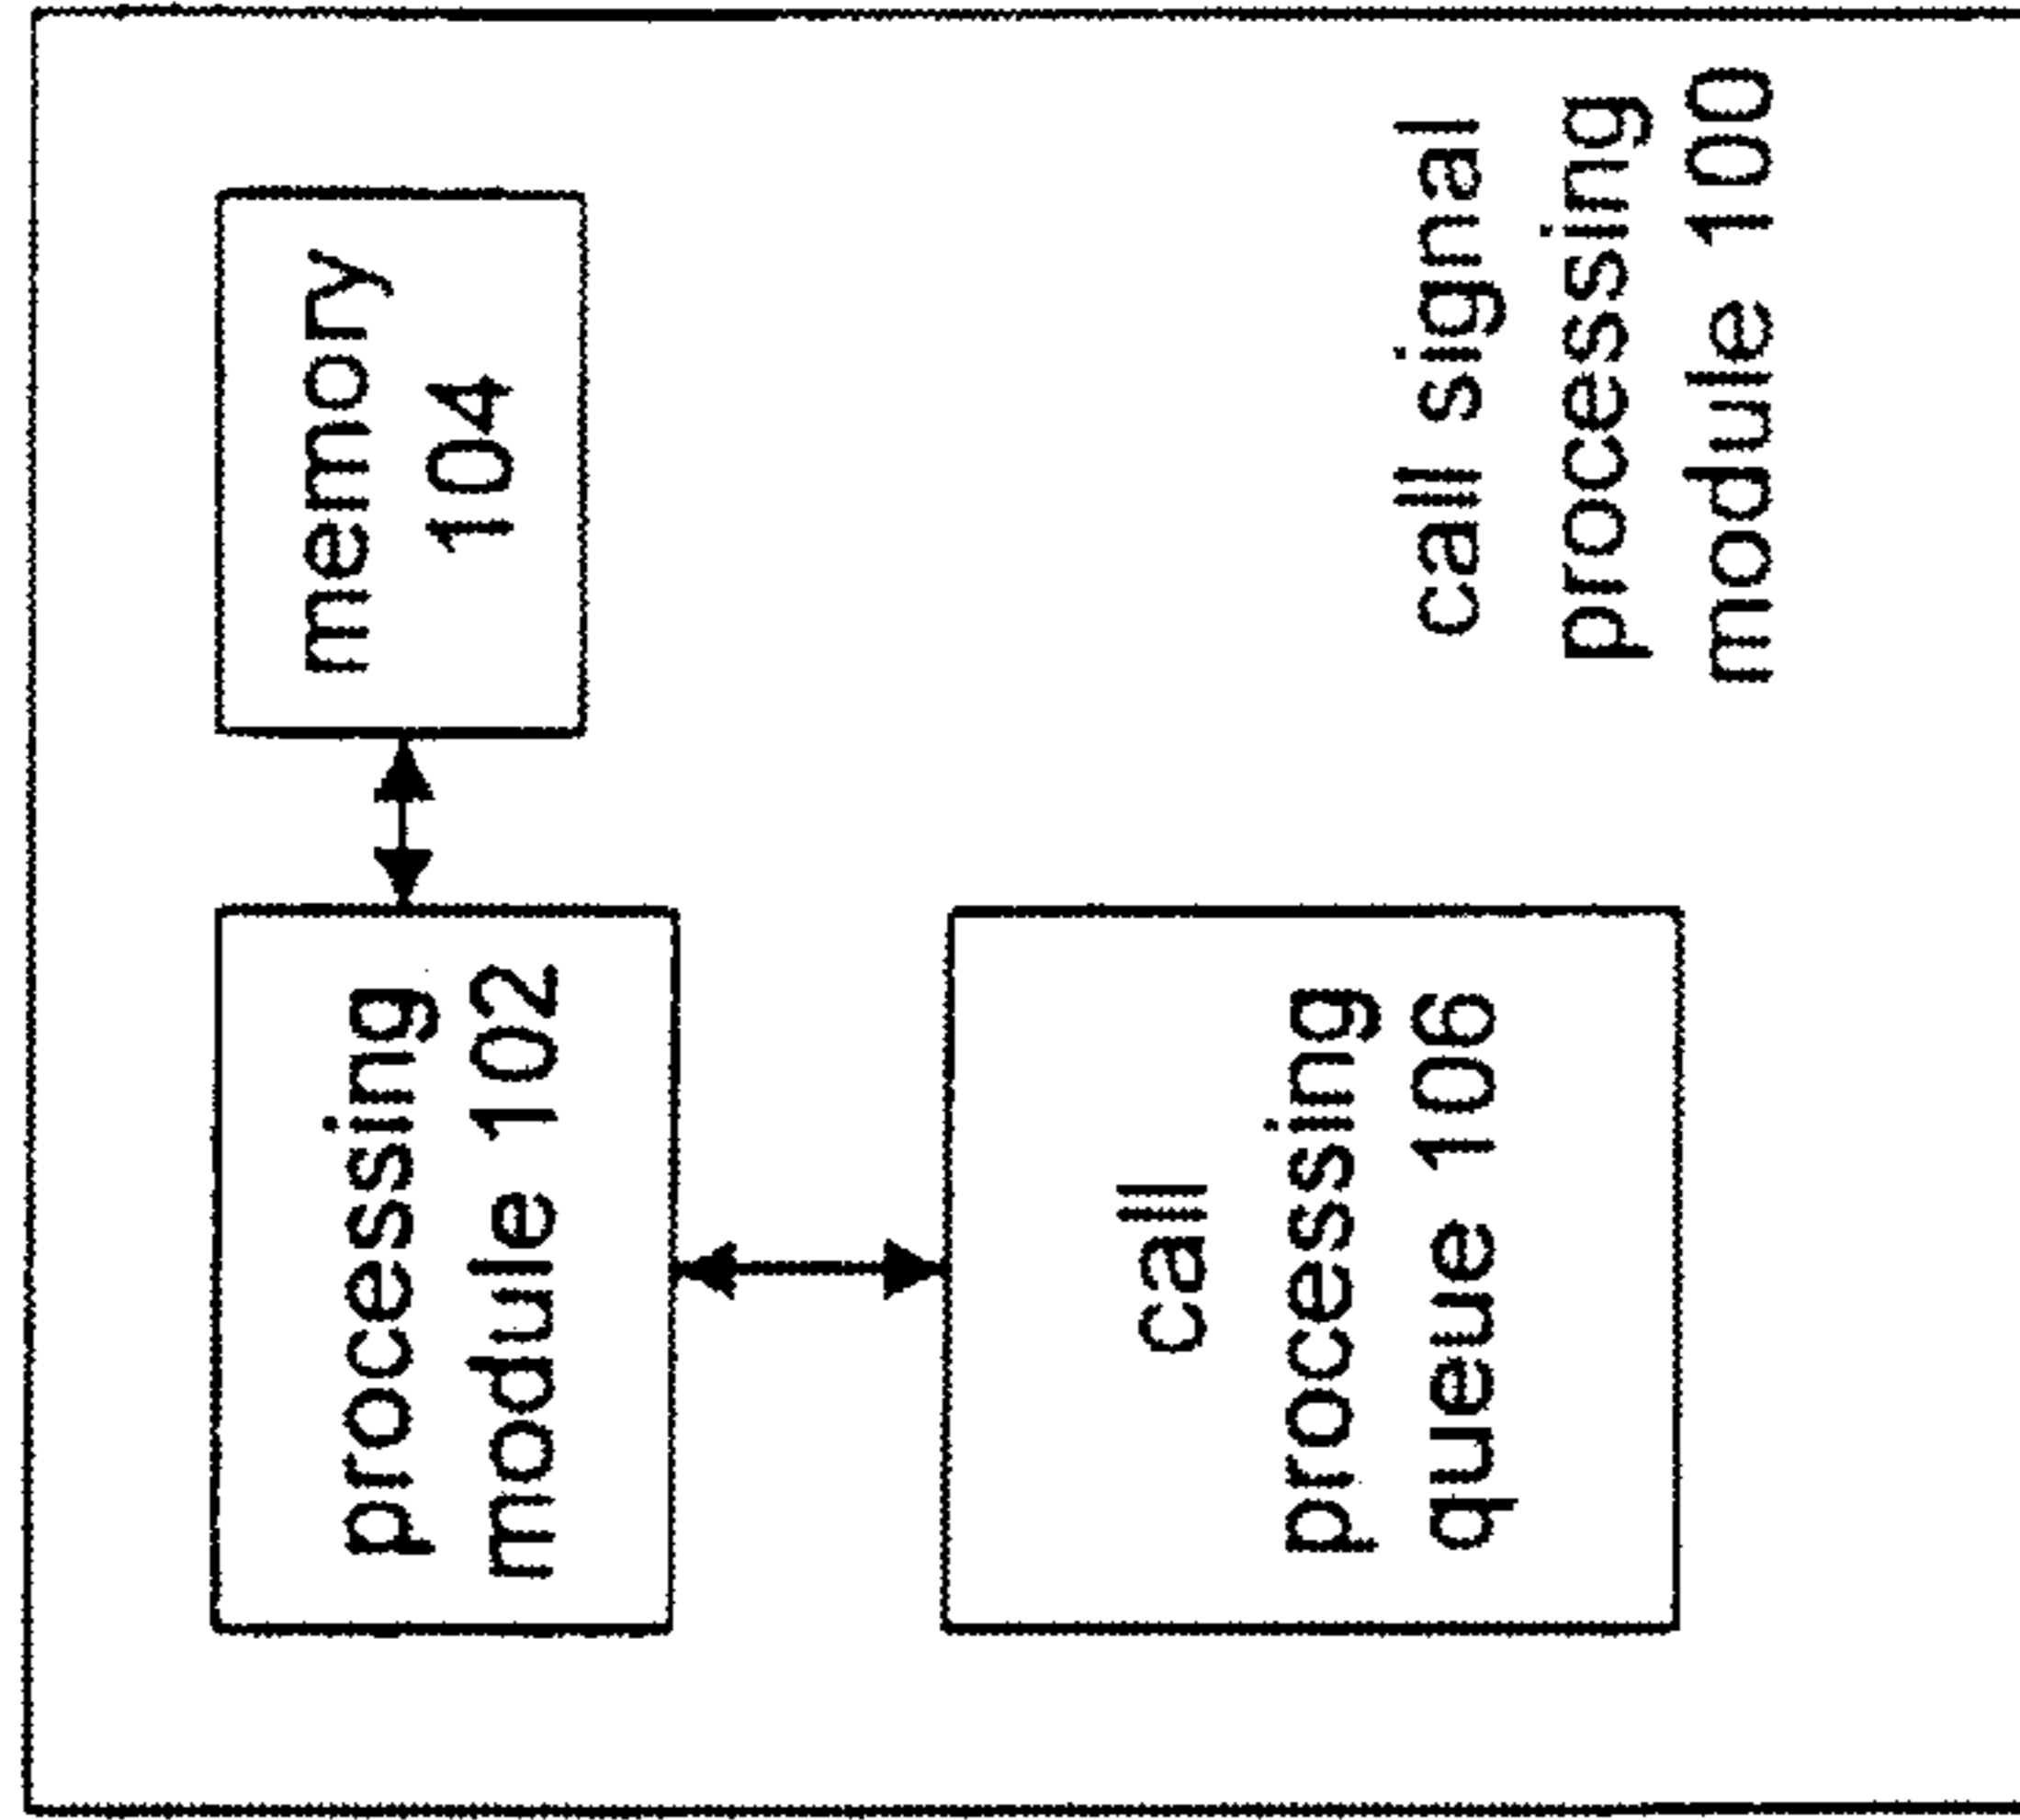 processing
module 102
memory
104
call
processing
queue 106
call signal
processing
module 100